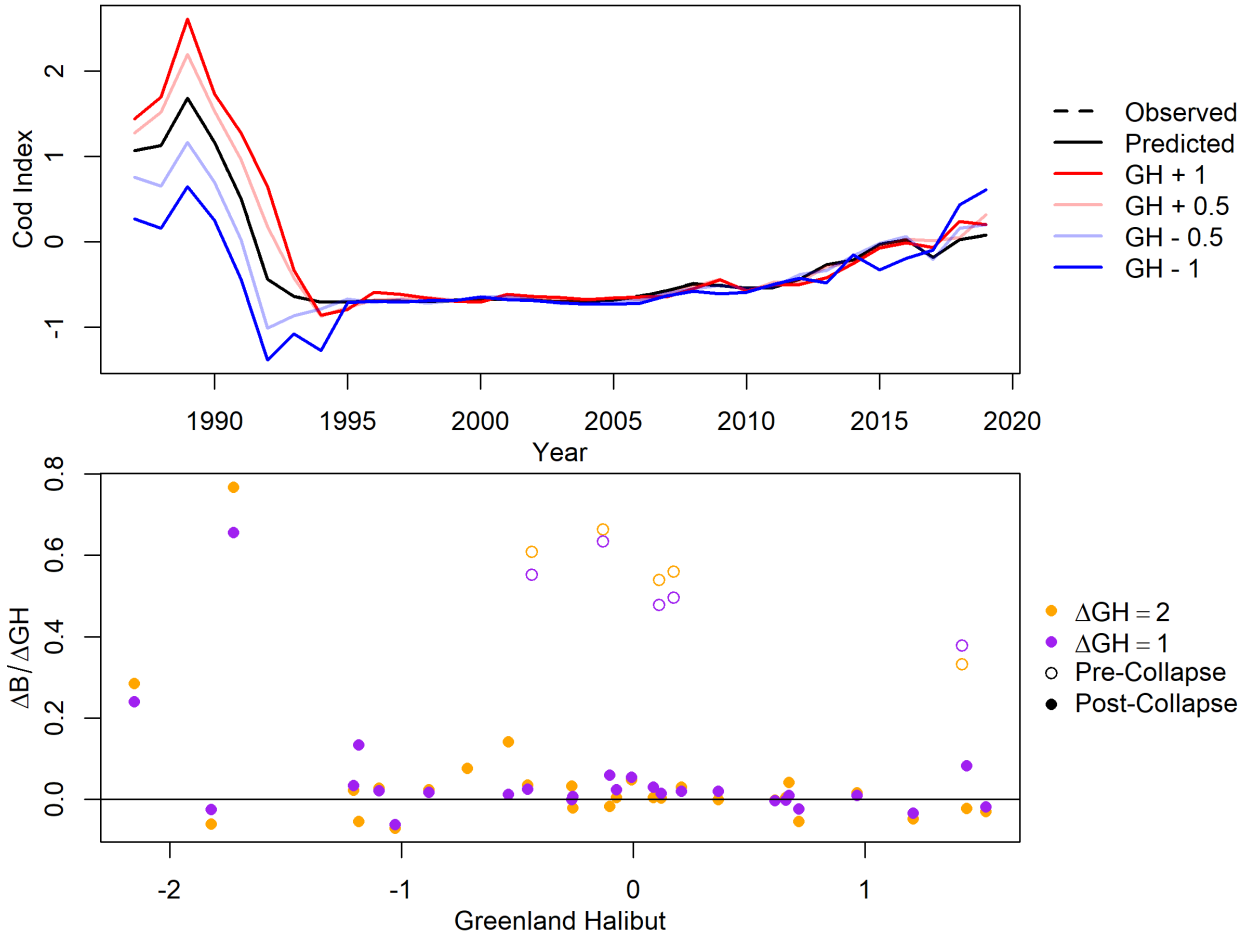 2
1
0
-1
Cod Index
1990 1995 2000 2005 2010 2015 2020
Year
Observed
Predicted
GH + 1
GH + 0.5
GH - 0.5
GH - 1
0.8
0.6
0.4
0.2
0.0
ΔB/ΔGH
-2 -1 0 1
Greenland Halibut
ΔGH = 2
ΔGH = 1
Pre-Collapse
Post-Collapse